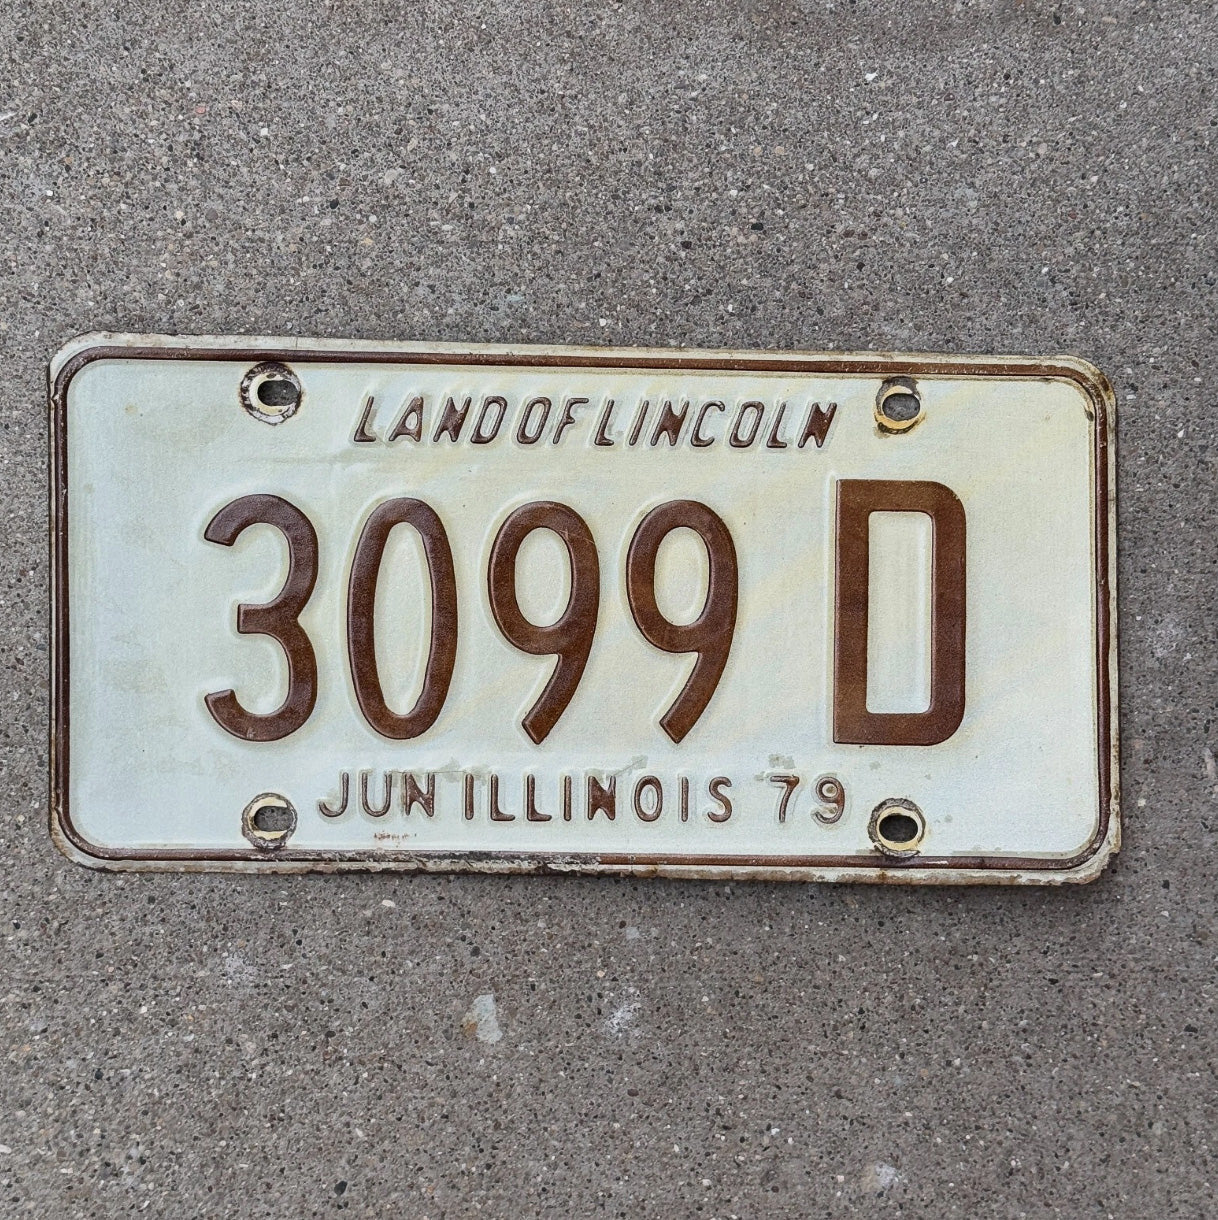 LAND OF LINCOLN
3099 D
JUN ILLINOIS 79